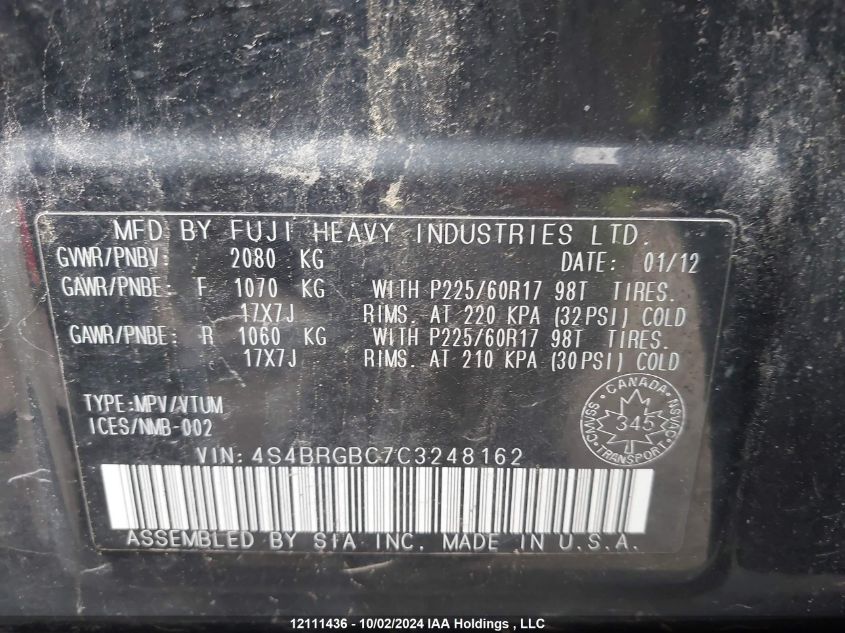 MFD BY FUJI HEAVY INDUSTRIES LTD.
GVWR/PNBV: 2080 KG DATE: 01/12
GAWR/PNBE: F 1070 KG WITH P225/60R17 98T TIRES.
17X7J RIMS. AT 220 KPA (32PSI) COLD
GAWR/PNBE: R 1060 KG WITH P225/60R17 98T TIRES.
17X7J RIMS. AT 210 KPA (30PSI) COLD
TYPE:MPV/VTUM
ICES/NMB-002
CANADA
CMVSS 345 NSVAC
TRANSPORT
VIN: 4S4BRGBC7C3248162
ASSEMBLED BY SIA INC. MADE IN U.S.A.
12111436 - 10/02/2024 IAA Holdings , LLC